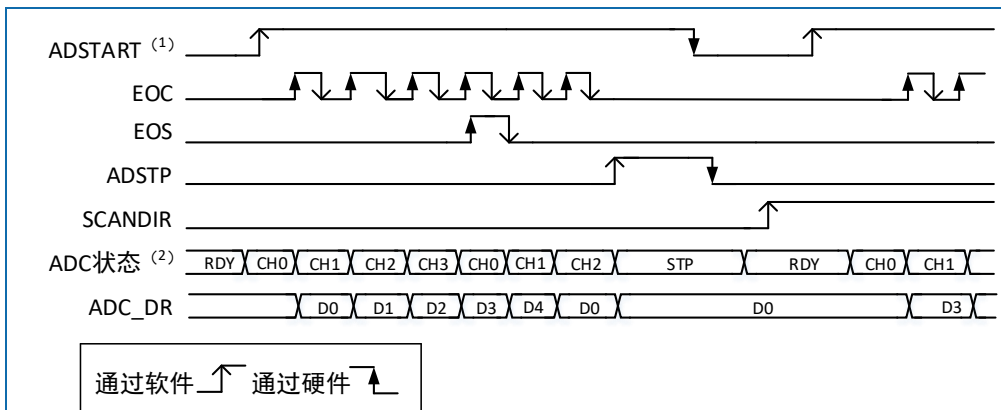 ADSTART (1)
EOC
EOS
ADSTP
SCANDIR
ADC状态 (2) RDY CH0 CH1 CH2 CH3 CH0 CH1 CH2 STP RDY CH0 CH1
ADC_DR D0 D1 D2 D3 D4 D0 D0 D3
通过软件 通过硬件